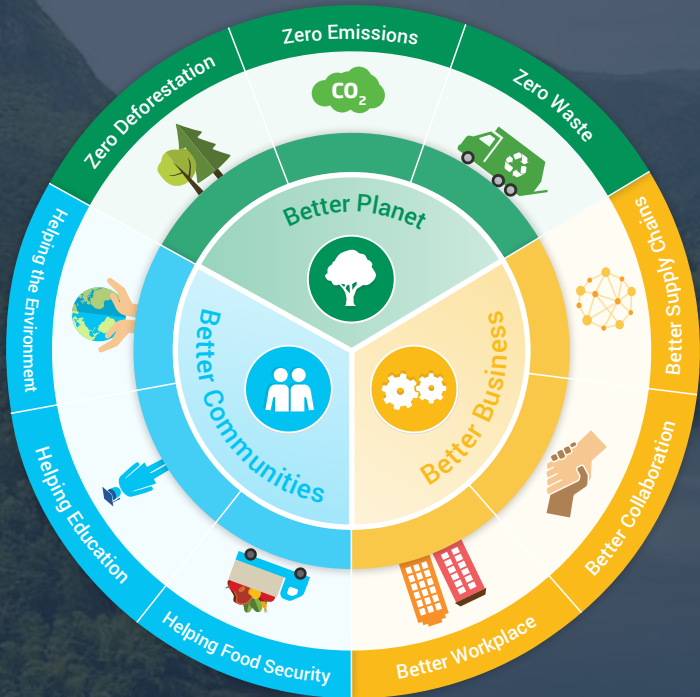 Zero Deforestation
Zero Emissions
Zero Waste
CO2
Better Planet
Helping the Environment
Better Supply Chains
Better Communities
Better Business
Helping Education
Better Collaboration
Helping Food Security
Better Workplace